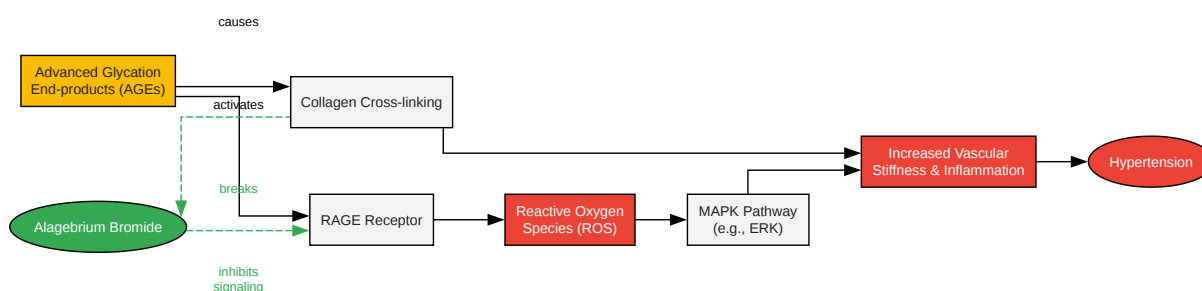 causes
Advanced Glycation
End-products (AGEs)
Collagen Cross-linking
activates
Increased Vascular
Stiffness & Inflammation
Hypertension
breaks
Alagebrium Bromide
RAGE Receptor
Reactive Oxygen
Species (ROS)
MAPK Pathway
(e.g., ERK)
inhibits
signaling